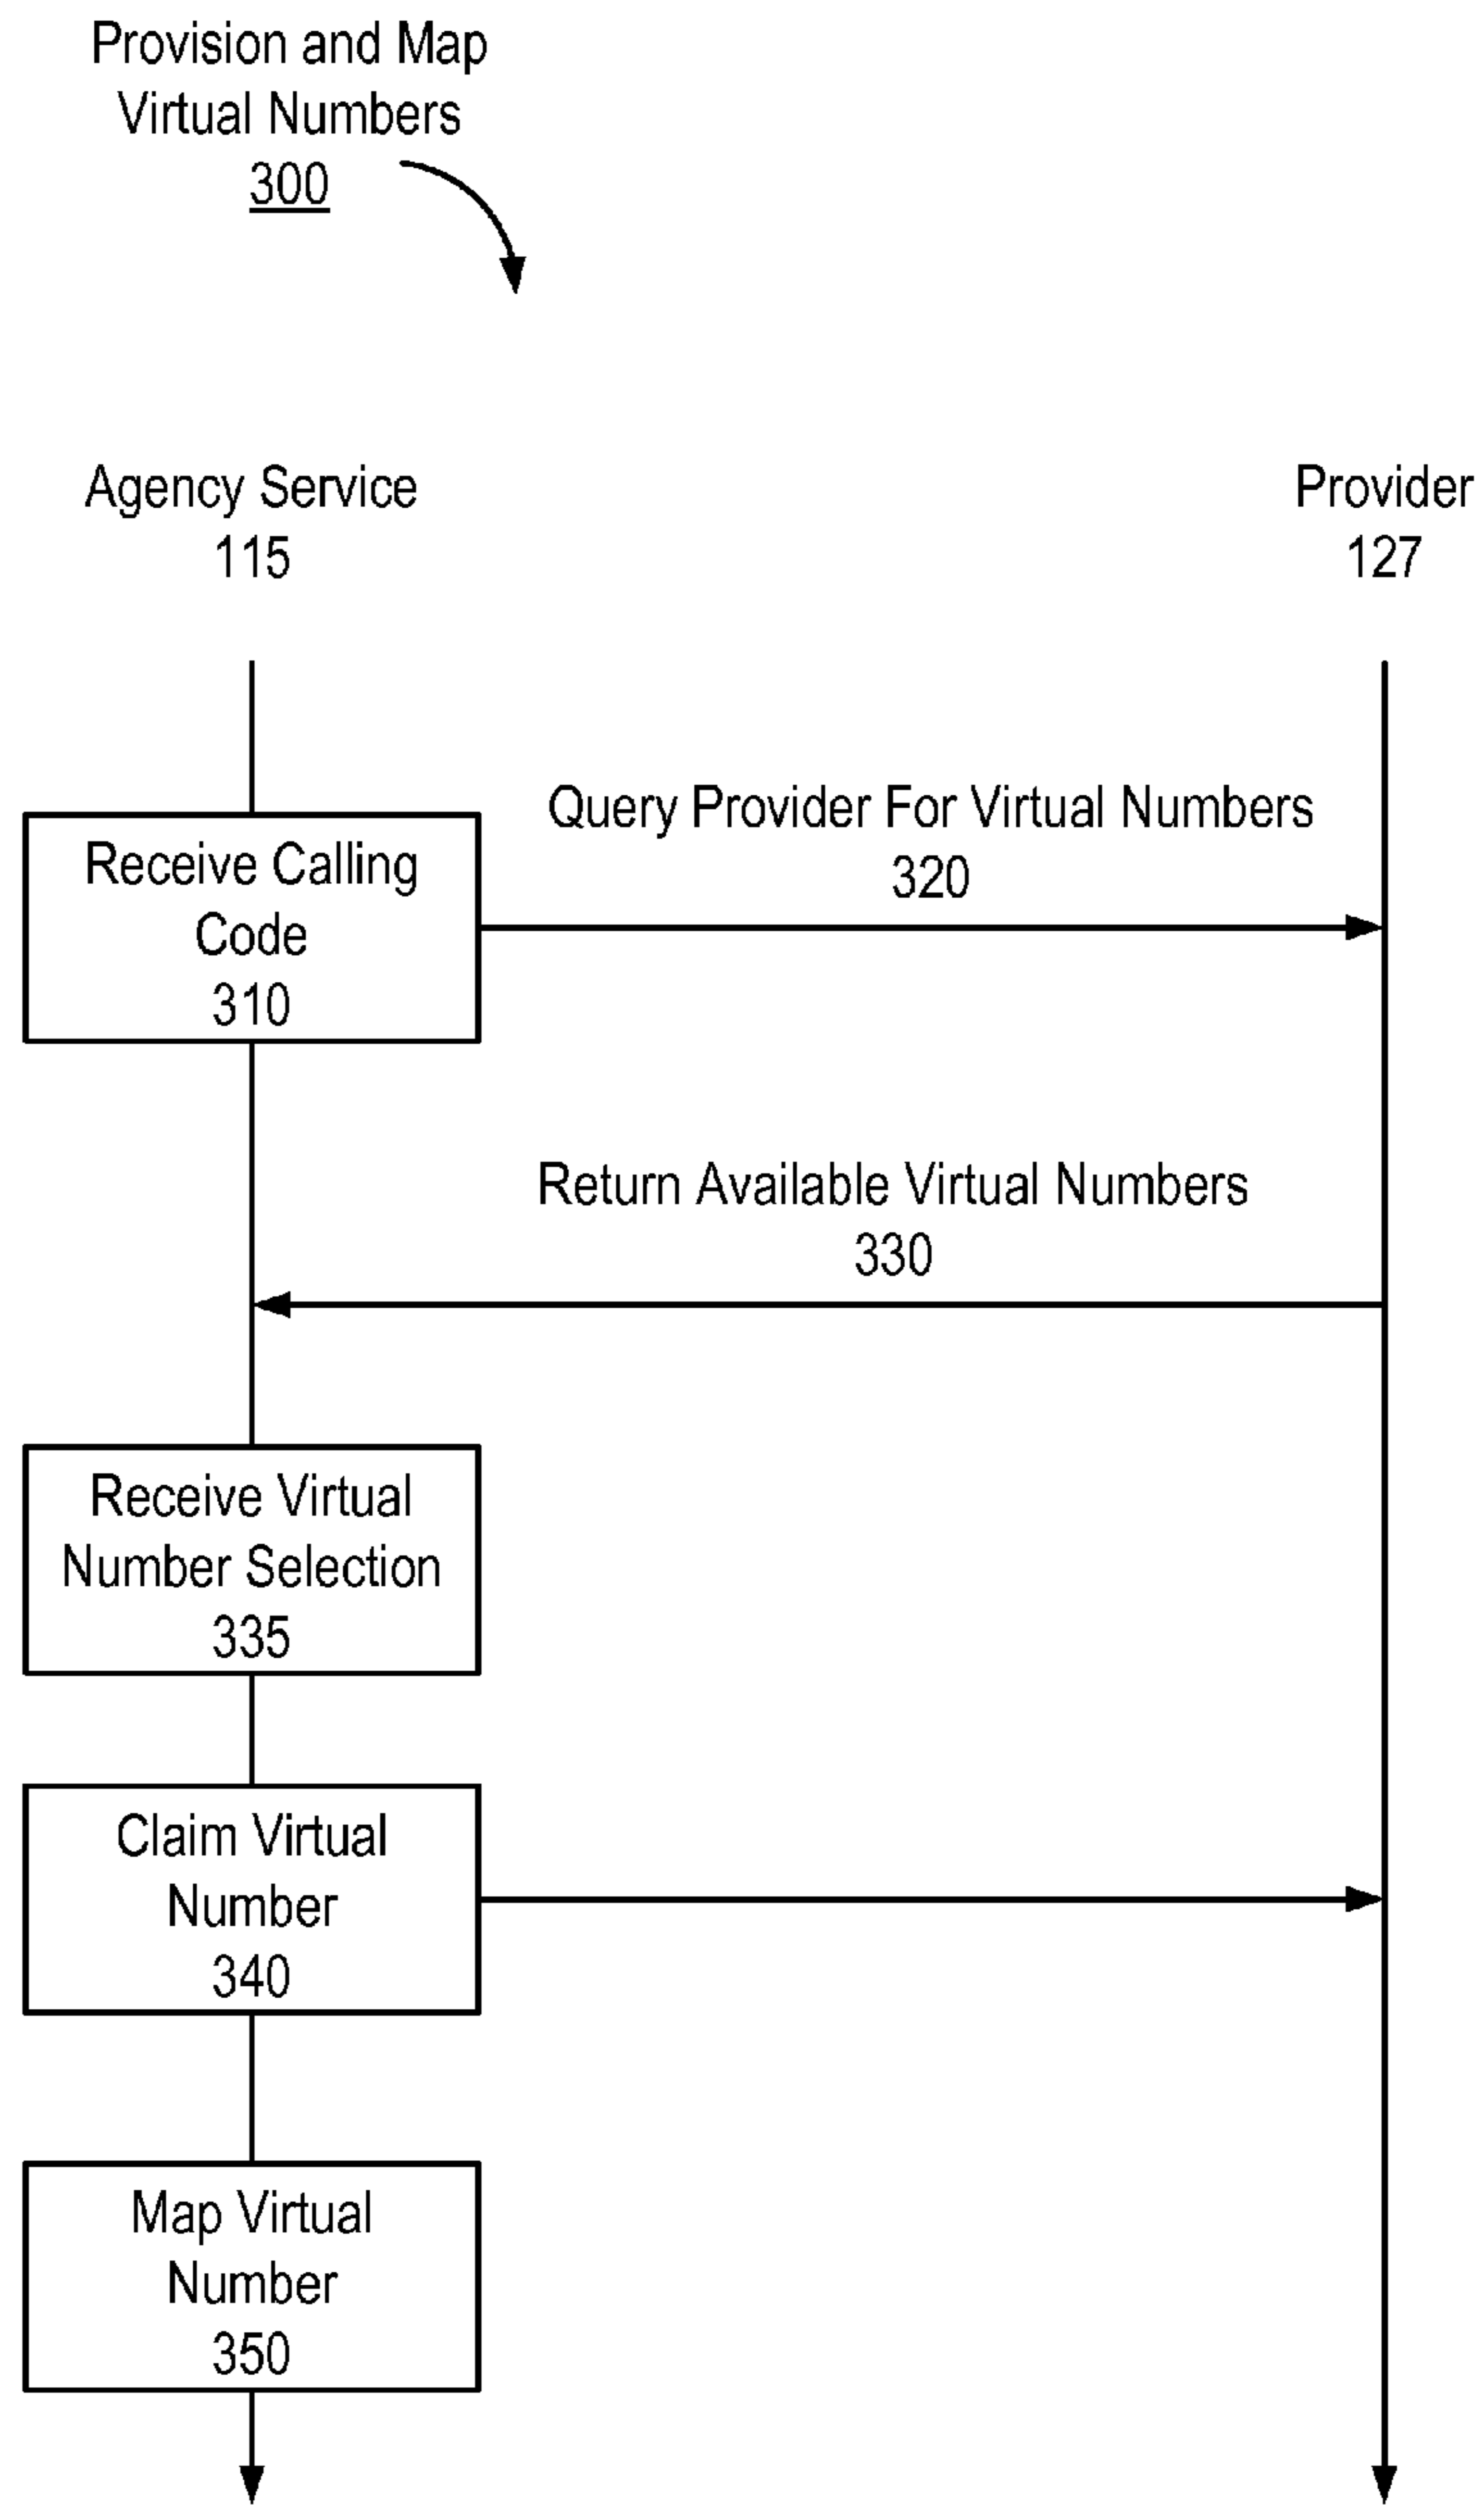 Provision and Map
Virtual Numbers
300
Agency Service
115
Provider
127
Query Provider For Virtual Numbers
320
Receive Calling
Code
310
Return Available Virtual Numbers
330
Receive Virtual
Number Selection
335
Claim Virtual
Number
340
Map Virtual
Number
350